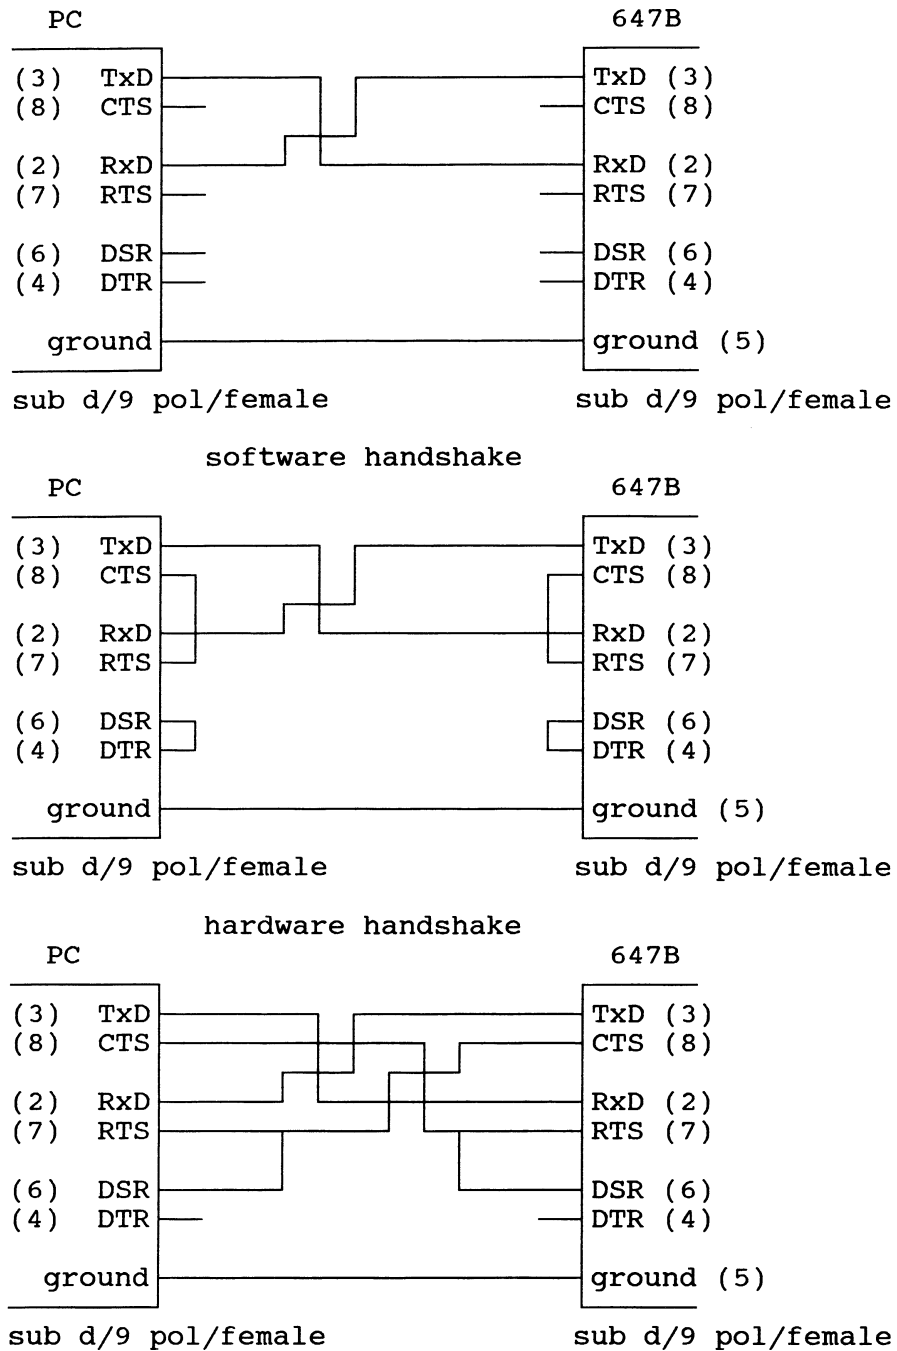 PC 647B
(3) TxD TxD (3)
(8) CTS CTS (8)
(2) RxD RxD (2)
(7) RTS RTS (7)
(6) DSR DSR (6)
(4) DTR DTR (4)
ground ground (5)
sub d/9 pol/female sub d/9 pol/female
software handshake
PC 647B
(3) TxD TxD (3)
(8) CTS CTS (8)
(2) RxD RxD (2)
(7) RTS RTS (7)
(6) DSR DSR (6)
(4) DTR DTR (4)
ground ground (5)
sub d/9 pol/female sub d/9 pol/female
hardware handshake
PC 647B
(3) TxD TxD (3)
(8) CTS CTS (8)
(2) RxD RxD (2)
(7) RTS RTS (7)
(6) DSR DSR (6)
(4) DTR DTR (4)
ground ground (5)
sub d/9 pol/female sub d/9 pol/female